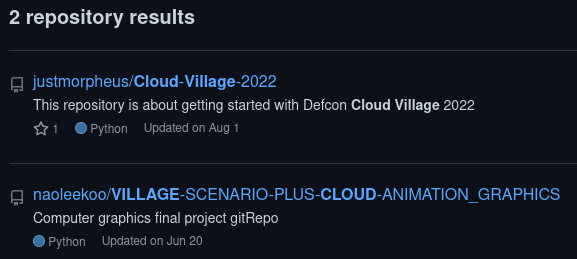 2 repository results
justmorpheus/Cloud-Village-2022
This repository is about getting started with Defcon Cloud Village 2022
1 Python Updated on Aug 1
naoleekoo/VILLAGE-SCENARIO-PLUS-CLOUD-ANIMATION_GRAPHICS
Computer graphics final project gitRepo
Python Updated on Jun 20